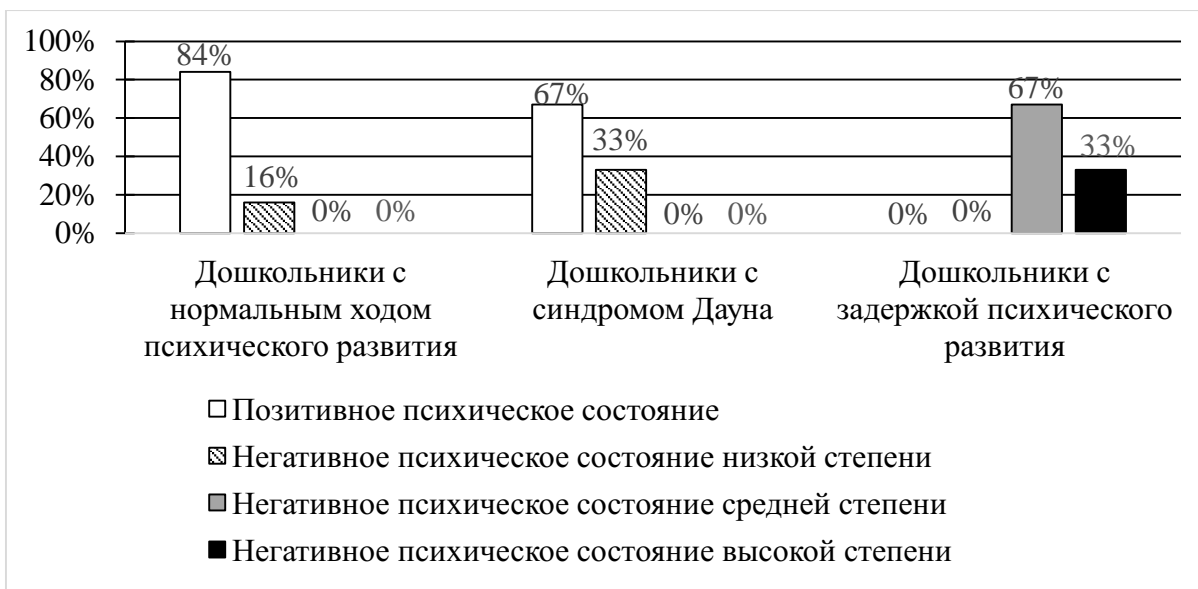 100%
80%
60%
40%
20%
0%
84%
16%
0%
0%
67%
33%
0%
0%
0%
0%
67%
33%
Дошкольники с
нормальным ходом
психического развития
Дошкольники с
синдромом Дауна
Дошкольники с
задержкой психического
развития
Позитивное психическое состояние
Негативное психическое состояние низкой степени
Негативное психическое состояние средней степени
Негативное психическое состояние высокой степени